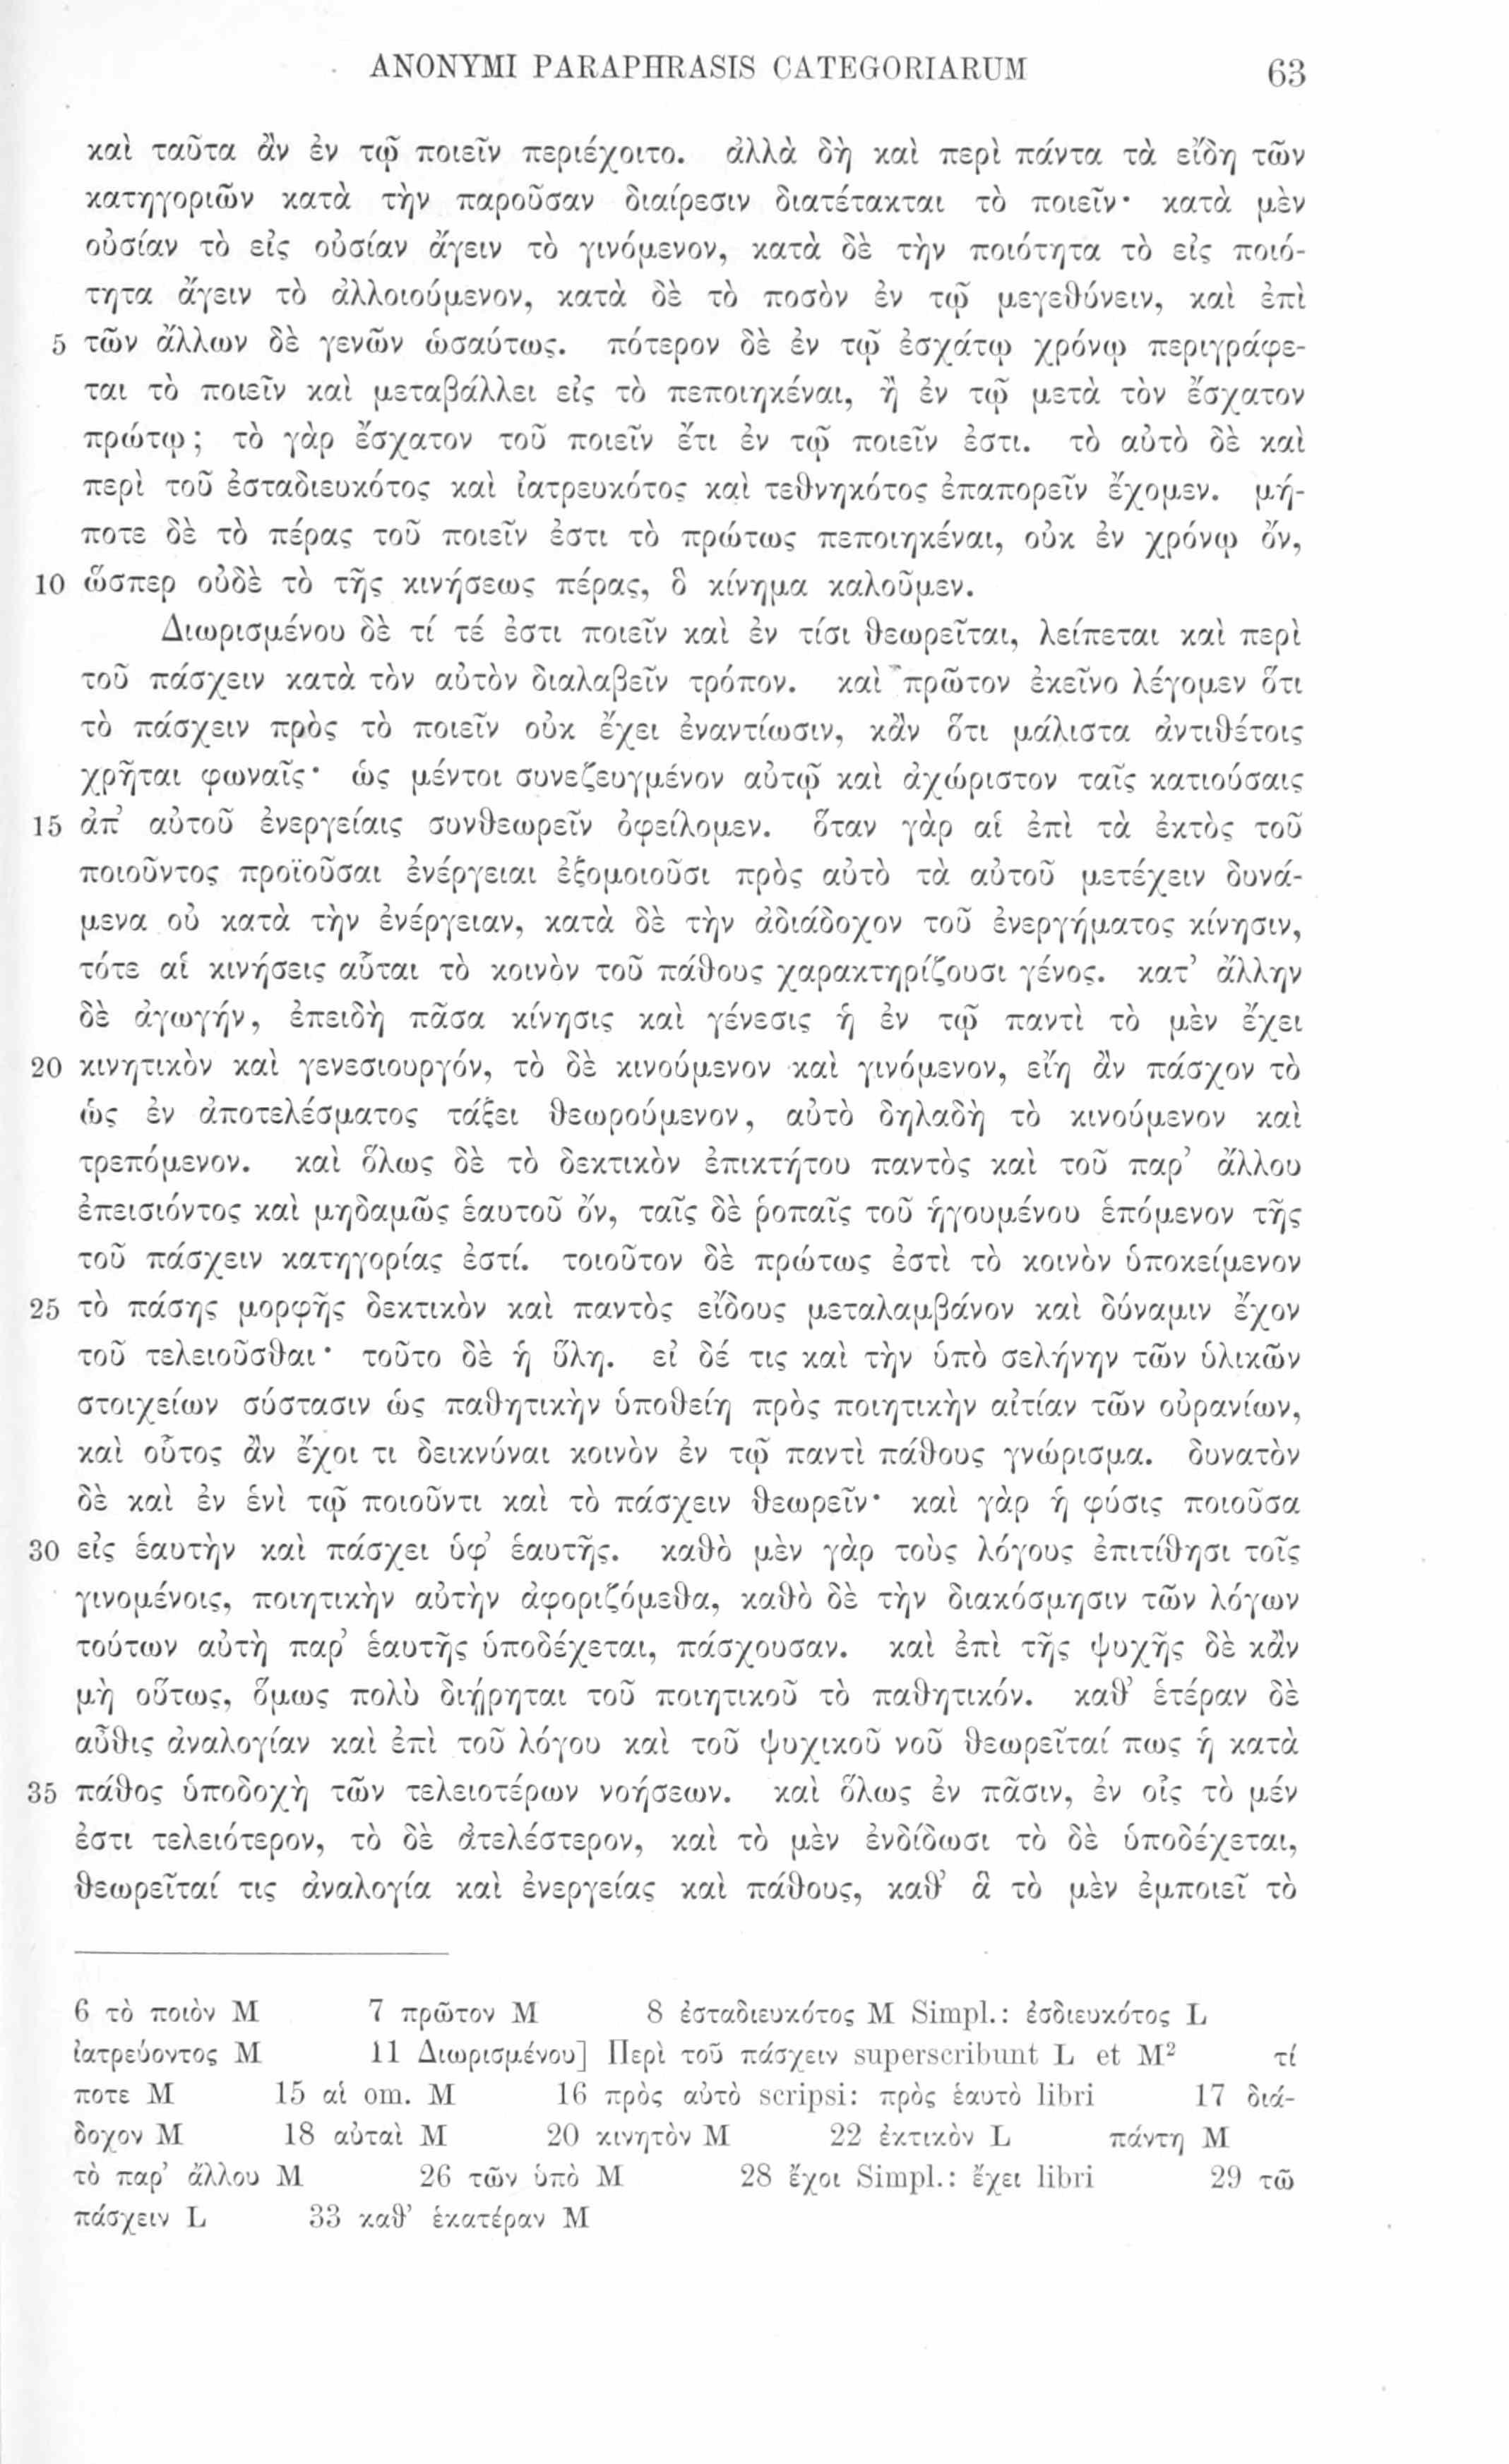 ANONYMI PARAPHRASIS CATEGORIARUM 63
καὶ ταῦτα ἂν ἐν τῷ ποιεῖν περιέχοιτο. ἀλλὰ δὴ καὶ περὶ πάντα τὰ εἴδη τῶν
κατηγοριῶν κατὰ τὴν παροῦσαν διαίρεσιν διατέτακται τὸ ποιεῖν· κατὰ μὲν
οὐσίαν τὸ εἰς οὐσίαν ἄγειν τὸ γινόμενον, κατὰ δὲ τὴν ποιότητα τὸ εἰς ποιό-
τητα ἄγειν τὸ ἀλλοιούμενον, κατὰ δὲ τὸ ποσὸν ἐν τῷ μεγεθύνειν, καὶ ἐπὶ
5 τῶν ἄλλων δὲ γενῶν ὡσαύτως. πότερον δὲ ἐν τῷ ἐσχάτῳ χρόνῳ περιγράφε-
ται τὸ ποιεῖν καὶ μεταβάλλει εἰς τὸ πεποιηκέναι, ἢ ἐν τῷ μετὰ τὸν ἔσχατον
πρώτῳ; τὸ γὰρ ἔσχατον τοῦ ποιεῖν ἔτι ἐν τῷ ποιεῖν ἐστι. τὸ αὐτὸ δὲ καὶ
περὶ τοῦ ἐσταδιευκότος καὶ ἰατρευκότος καὶ τεθνηκότος ἐπαπορεῖν ἔχομεν. μή-
ποτε δὲ τὸ πέρας τοῦ ποιεῖν ἐστι τὸ πρώτως πεποιηκέναι, οὐκ ἐν χρόνῳ ὄν,
10 ὥσπερ οὐδὲ τὸ τῆς κινήσεως πέρας, ὃ κίνημα καλοῦμεν.
Διωρισμένου δὲ τί τέ ἐστι ποιεῖν καὶ ἐν τίσι θεωρεῖται, λείπεται καὶ περὶ
τοῦ πάσχειν κατὰ τὸν αὐτὸν διαλαβεῖν τρόπον. καὶ πρῶτον ἐκεῖνο λέγομεν ὅτι
τὸ πάσχειν πρὸς τὸ ποιεῖν οὐκ ἔχει ἐναντίωσιν, κἂν ὅτι μάλιστα ἀντιθέτοις
χρῆται φωναῖς· ὡς μέντοι συνεζευγμένον αὐτῷ καὶ ἀχώριστον ταῖς κατιούσαις
15 ἀπ’ αὐτοῦ ἐνεργείαις συνθεωρεῖν ὀφείλομεν. ὅταν γὰρ αἱ ἐπὶ τὰ ἐκτὸς τοῦ
ποιοῦντος προϊοῦσαι ἐνέργειαι ἐξομοιοῦσι πρὸς αὐτὸ τὰ αὐτοῦ μετέχειν δυνά-
μενα οὐ κατὰ τὴν ἐνέργειαν, κατὰ δὲ τὴν ἀδιάδοχον τοῦ ἐνεργήματος κίνησιν,
τότε αἱ κινήσεις αὗται τὸ κοινὸν τοῦ πάθους χαρακτηρίζουσι γένος. κατ’ ἄλλην
δὲ ἀγωγήν, ἐπειδὴ πᾶσα κίνησις καὶ γένεσις ἡ ἐν τῷ παντὶ τὸ μὲν ἔχει
20 κινητικὸν καὶ γενεσιουργόν, τὸ δὲ κινούμενον καὶ γινόμενον, εἴη ἂν πάσχον τὸ
ὡς ἐν ἀποτελέσματος τάξει θεωρούμενον, αὐτὸ δηλαδὴ τὸ κινούμενον καὶ
τρεπόμενον. καὶ ὅλως δὲ τὸ δεκτικὸν ἐπικτήτου παντὸς καὶ τοῦ παρ’ ἄλλου
ἐπεισιόντος καὶ μηδαμῶς ἑαυτοῦ ὄν, ταῖς δὲ ῥοπαῖς τοῦ ἡγουμένου ἑπόμενον τῆς
τοῦ πάσχειν κατηγορίας ἐστί. τοιοῦτον δὲ πρώτως ἐστὶ τὸ κοινὸν ὑποκείμενον
25 τὸ πάσης μορφῆς δεκτικὸν καὶ παντὸς εἴδους μεταλαμβάνον καὶ δύναμιν ἔχον
τοῦ τελειοῦσθαι· τοῦτο δὲ ἡ ὕλη. εἰ δέ τις καὶ τὴν ὑπὸ σελήνην τῶν ὑλικῶν
στοιχείων σύστασιν ὡς παθητικὴν ὑποθείη πρὸς ποιητικὴν αἰτίαν τῶν οὐρανίων,
καὶ οὗτος ἂν ἔχοι τι δεικνύναι κοινὸν ἐν τῷ παντὶ πάθους γνώρισμα. δυνατὸν
δὲ καὶ ἐν ἑνὶ τῷ ποιοῦντι καὶ τὸ πάσχειν θεωρεῖν· καὶ γὰρ ἡ φύσις ποιοῦσα
30 εἰς ἑαυτὴν καὶ πάσχει ὑφ’ ἑαυτῆς. καθὸ μὲν γὰρ τοὺς λόγους ἐπιτίθησι τοῖς
γινομένοις, ποιητικὴν αὐτὴν ἀφοριζόμεθα, καθὸ δὲ τὴν διακόσμησιν τῶν λόγων
τούτων αὐτὴ παρ’ ἑαυτῆς ὑποδέχεται, πάσχουσαν. καὶ ἐπὶ τῆς ψυχῆς δὲ κἂν
μὴ οὕτως, ὅμως πολὺ διῄρηται τοῦ ποιητικοῦ τὸ παθητικόν. καθ’ ἑτέραν δὲ
αὖθις ἀναλογίαν καὶ ἐπὶ τοῦ λόγου καὶ τοῦ ψυχικοῦ νοῦ θεωρεῖταί πως ἡ κατὰ
35 πάθος ὑποδοχὴ τῶν τελειοτέρων νοήσεων. καὶ ὅλως ἐν πᾶσιν, ἐν οἷς τὸ μέν
ἐστι τελειότερον, τὸ δὲ ἀτελέστερον, καὶ τὸ μὲν ἐνδίδωσι τὸ δὲ ὑποδέχεται,
θεωρεῖταί τις ἀναλογία καὶ ἐνεργείας καὶ πάθους, καθ’ ἃ τὸ μὲν ἐμποιεῖ τὸ
6 τὸ ποιὸν M 7 πρῶτον M 8 ἐσταδιευκότος M Simpl.: ἐσδιευκότος L
ἰατρεύοντος M 11 Διωρισμένου] Περὶ τοῦ πάσχειν superscribunt L et M² τί
ποτε M 15 αἱ om. M 16 πρὸς αὐτὸ scripsi: πρὸς ἑαυτὸ libri 17 διά-
δοχον M 18 αὐταὶ M 20 κινητὸν M 22 ἑκτικὸν L πάντη M
τὸ παρ’ ἄλλου M 26 τῶν ὑπὸ M 28 ἔχοι Simpl.: ἔχει libri 29 τῶ
πάσχειν L 33 καθ’ ἑκατέραν M